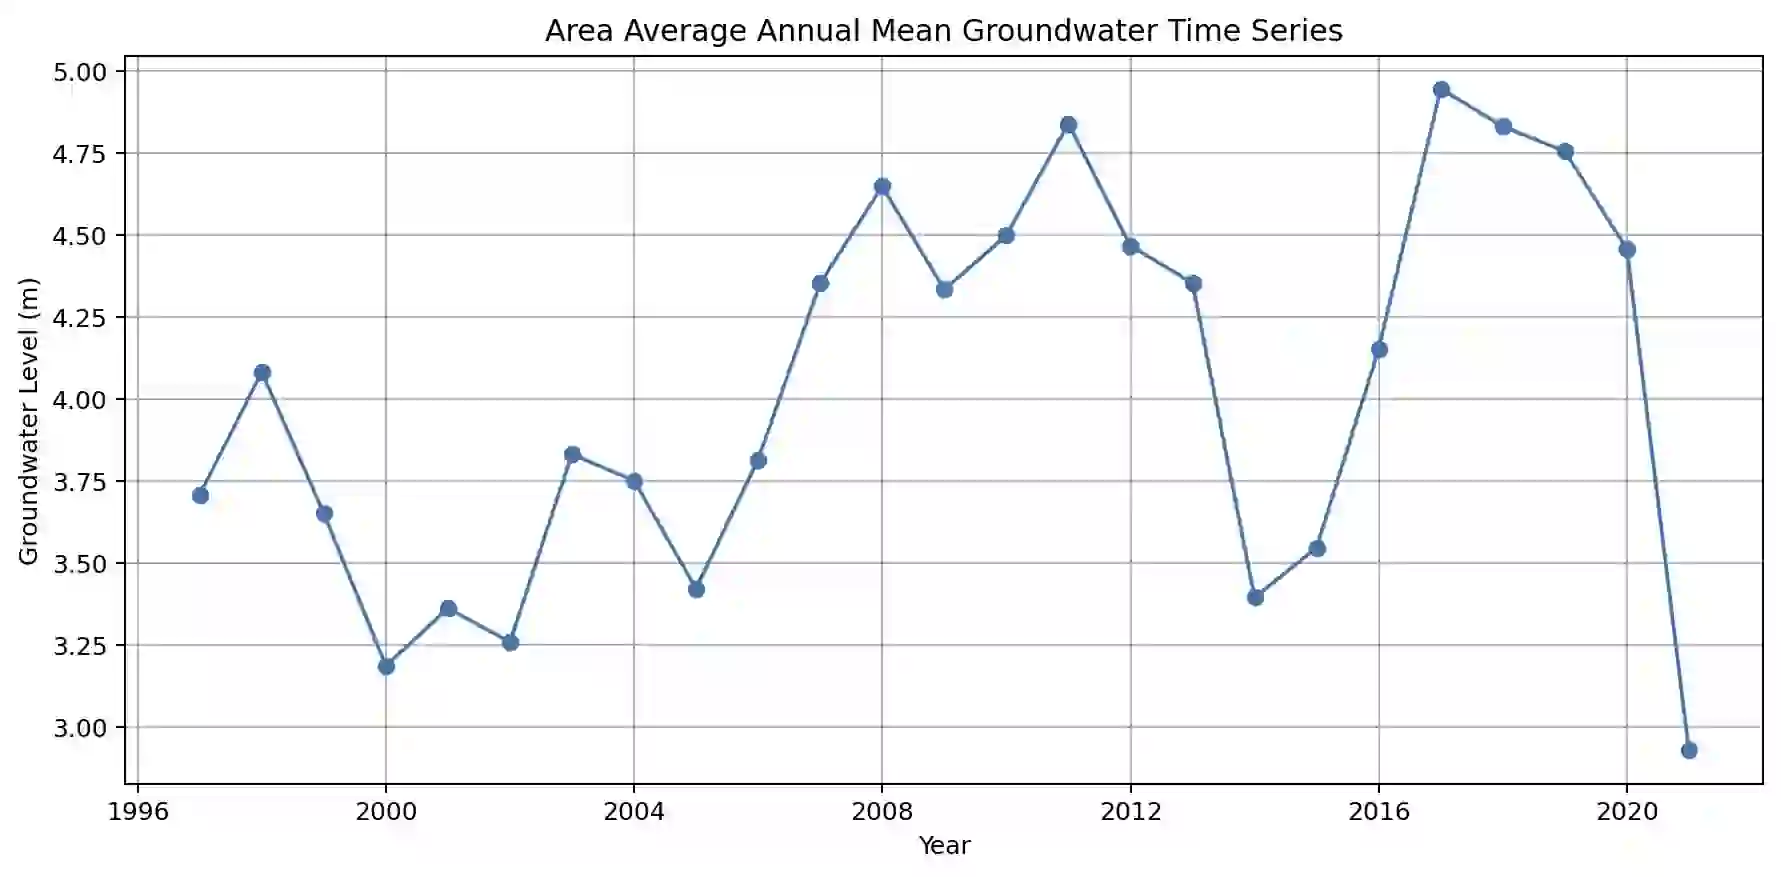 Area Average Annual Mean Groundwater Time Series
Groundwater Level (m)
5.00
4.75
4.50
4.25
4.00
3.75
3.50
3.25
3.00
1996 2000 2004 2008 2012 2016 2020
Year